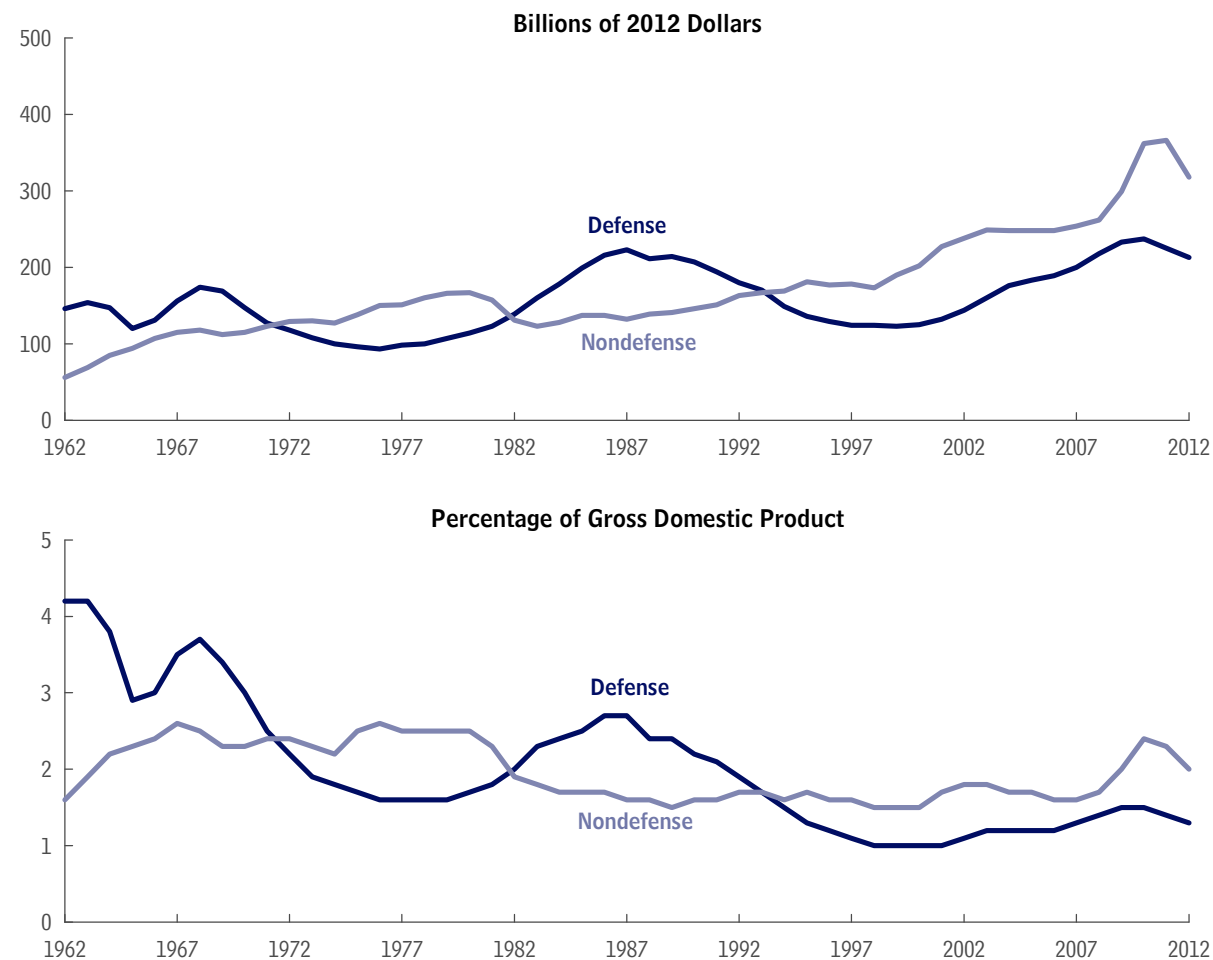 Billions of 2012 Dollars
500
400
300
200
100
0
Defense
Nondefense
1962 1967 1972 1977 1982 1987 1992 1997 2002 2007 2012
Percentage of Gross Domestic Product
5
4
3
2
1
0
Defense
Nondefense
1962 1967 1972 1977 1982 1987 1992 1997 2002 2007 2012